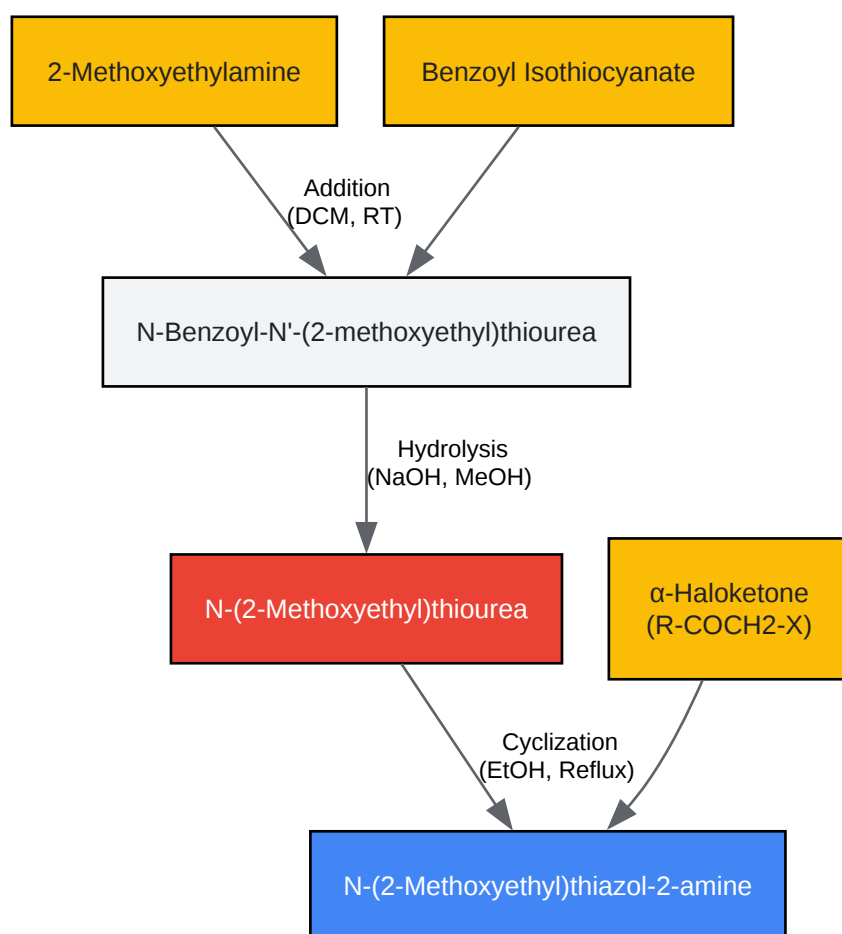 2-Methoxyethylamine
Benzoyl Isothiocyanate
Addition
(DCM, RT)
N-Benzoyl-N'-(2-methoxyethyl)thiourea
Hydrolysis
(NaOH, MeOH)
N-(2-Methoxyethyl)thiourea
α-Haloketone
(R-COCH2-X)
Cyclization
(EtOH, Reflux)
N-(2-Methoxyethyl)thiazol-2-amine